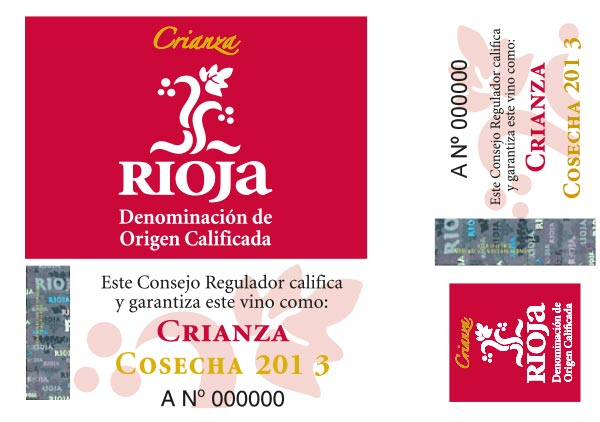 Crianza
RIOJA
Denominación de
Origen Calificada
RIOJ
RIOJA
Este Consejo Regulador califica
y garantiza este vino como:
CRIANZA
COSECHA 201 3
A Nº 000000
A Nº 000000
Este Consejo Regulador califica
y garantiza este vino como:
CRIANZA
COSECHA 201 3
Crianza
RIOJA
Denominación de
Origen Calificada